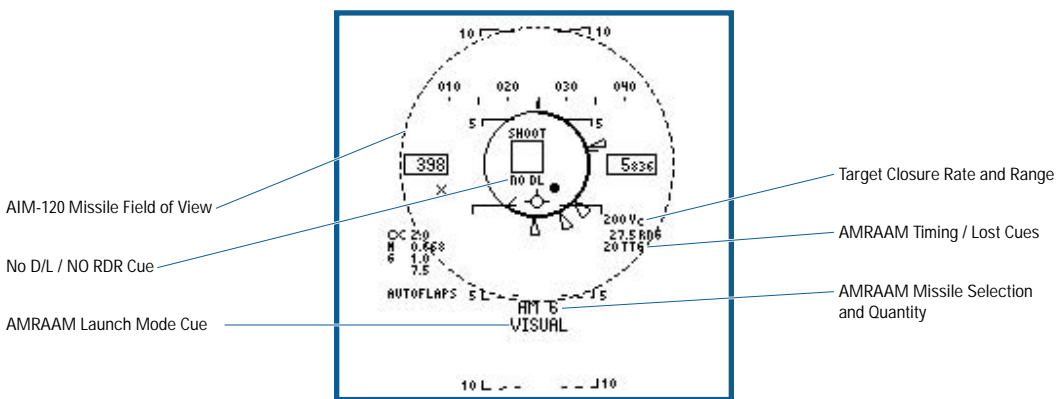 10 10
010 020 030 040
5 5
SHOOT
398
5836
NO DL
200 Vc
27.5 RDG
20 TTG
2.0
M 0.668
G 1.0
7.5
AUTOFLAPS 5 5
AM 6
VISUAL
10 10
AIM-120 Missile Field of View
No D/L / NO RDR Cue
AMRAAM Launch Mode Cue
Target Closure Rate and Range
AMRAAM Timing / Lost Cues
AMRAAM Missile Selection
and Quantity